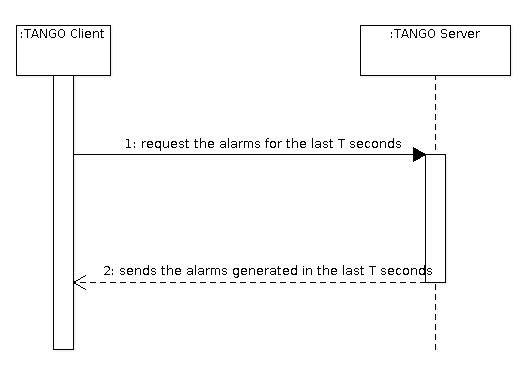 :TANGO Client
:TANGO Server
1: request the alarms for the last T seconds
2: sends the alarms generated in the last T seconds